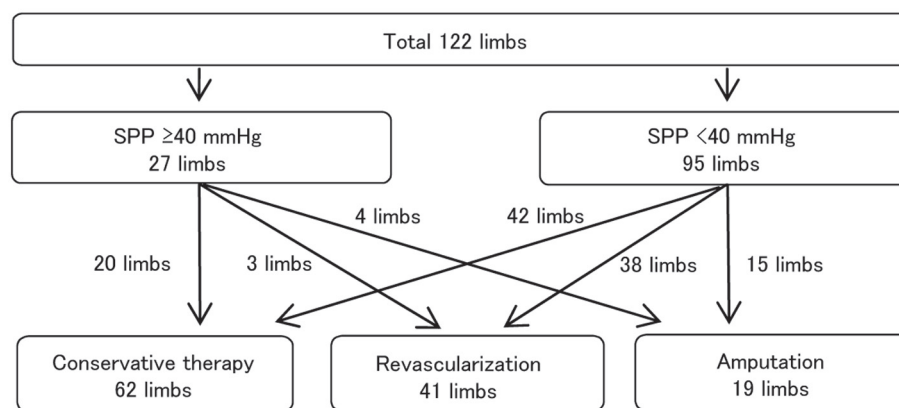 Total 122 limbs
SPP ≥40 mmHg
27 limbs
SPP <40 mmHg
95 limbs
4 limbs
42 limbs
20 limbs
3 limbs
38 limbs
15 limbs
Conservative therapy
62 limbs
Revascularization
41 limbs
Amputation
19 limbs